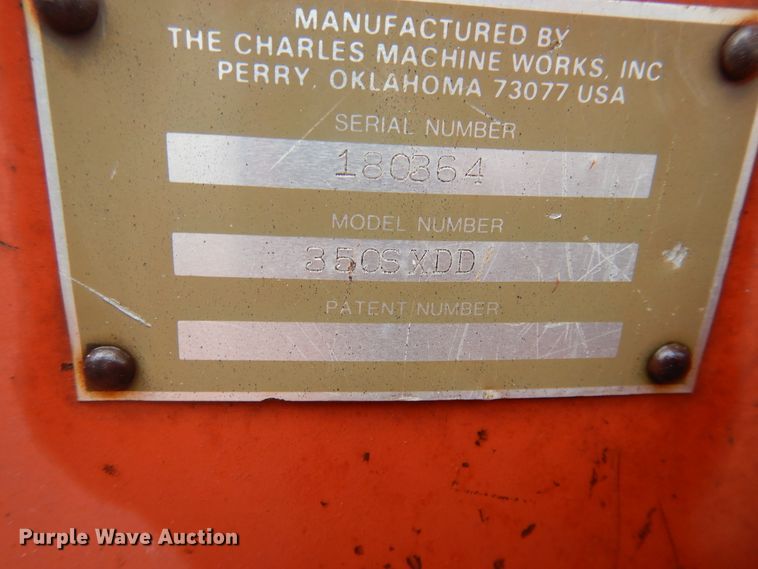 MANUFACTURED BY
THE CHARLES MACHINE WORKS, INC
PERRY, OKLAHOMA 73077 USA
SERIAL NUMBER
180364
MODEL NUMBER
350SXDD
PATENT NUMBER
Purple Wave Auction